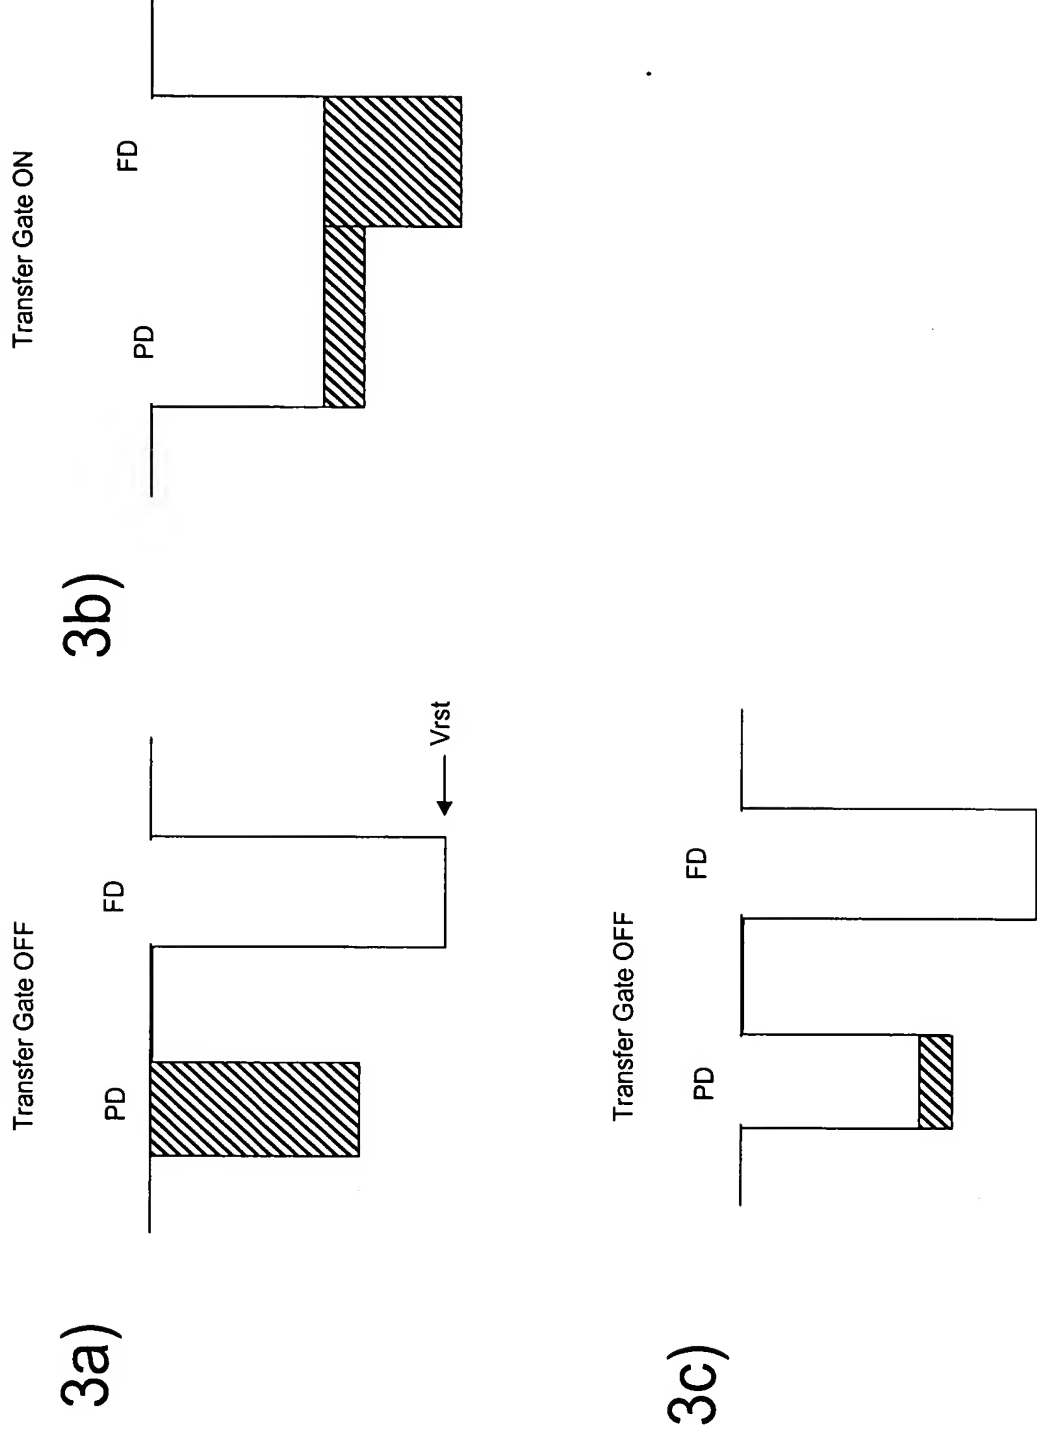 3a)
Transfer Gate OFF
PD
FD
Vrst
3b)
Transfer Gate ON
PD
FD
3c)
Transfer Gate OFF
PD
FD